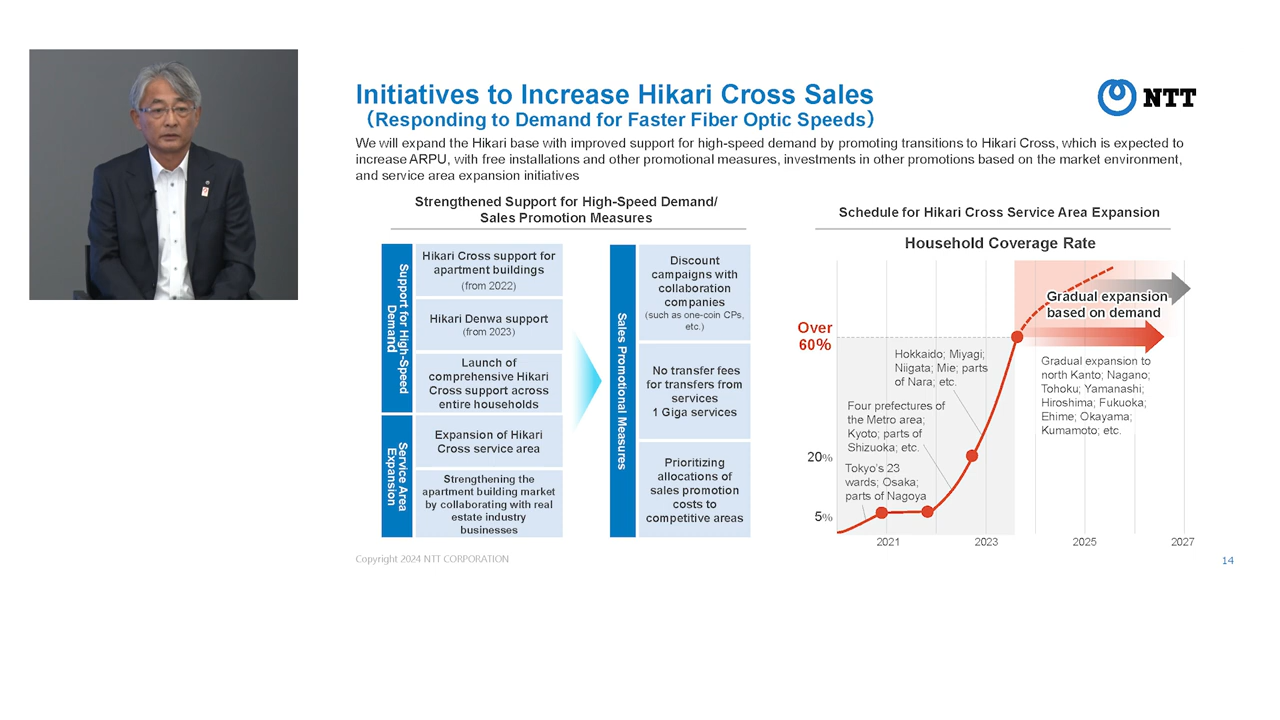 Initiatives to Increase Hikari Cross Sales
(Responding to Demand for Faster Fiber Optic Speeds)
NTT
We will expand the Hikari base with improved support for high-speed demand by promoting transitions to Hikari Cross, which is expected to
increase ARPU, with free installations and other promotional measures, investments in other promotions based on the market environment,
and service area expansion initiatives
Strengthened Support for High-Speed Demand/
Sales Promotion Measures
Support for High-Speed
Demand
Hikari Cross support for
apartment buildings
(from 2022)
Hikari Denwa support
(from 2023)
Launch of
comprehensive Hikari
Cross support across
entire households
Service Area
Expansion
Expansion of Hikari
Cross service area
Strengthening the
apartment building market
by collaborating with real
estate industry
businesses
Sales Promotional Measures
Discount
campaigns with
collaboration
companies
(such as one-coin CPs,
etc.)
No transfer fees
for transfers from
services
1 Giga services
Prioritizing
allocations of
sales promotion
costs to
competitive areas
Schedule for Hikari Cross Service Area Expansion
Household Coverage Rate
Over
60%
20%
5%
Gradual expansion
based on demand
Hokkaido; Miyagi;
Niigata; Mie; parts
of Nara; etc.
Four prefectures of
the Metro area;
Kyoto; parts of
Shizuoka; etc.
Tokyo's 23
wards; Osaka;
parts of Nagoya
Gradual expansion to
north Kanto; Nagano;
Tohoku; Yamanashi;
Hiroshima; Fukuoka;
Ehime; Okayama;
Kumamoto; etc.
2021
2023
2025
2027
Copyright 2024 NTT CORPORATION
14